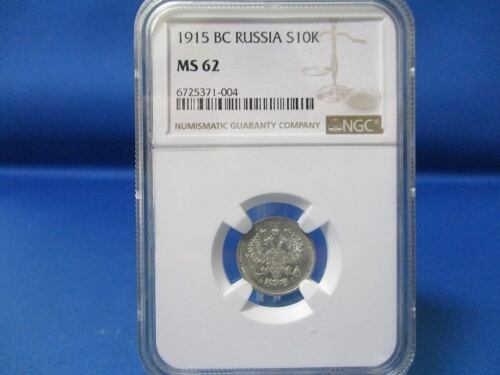 1915 BC RUSSIA S10K
MS 62
6725371-004
NUMISMATIC GUARANTY COMPANY
NGC